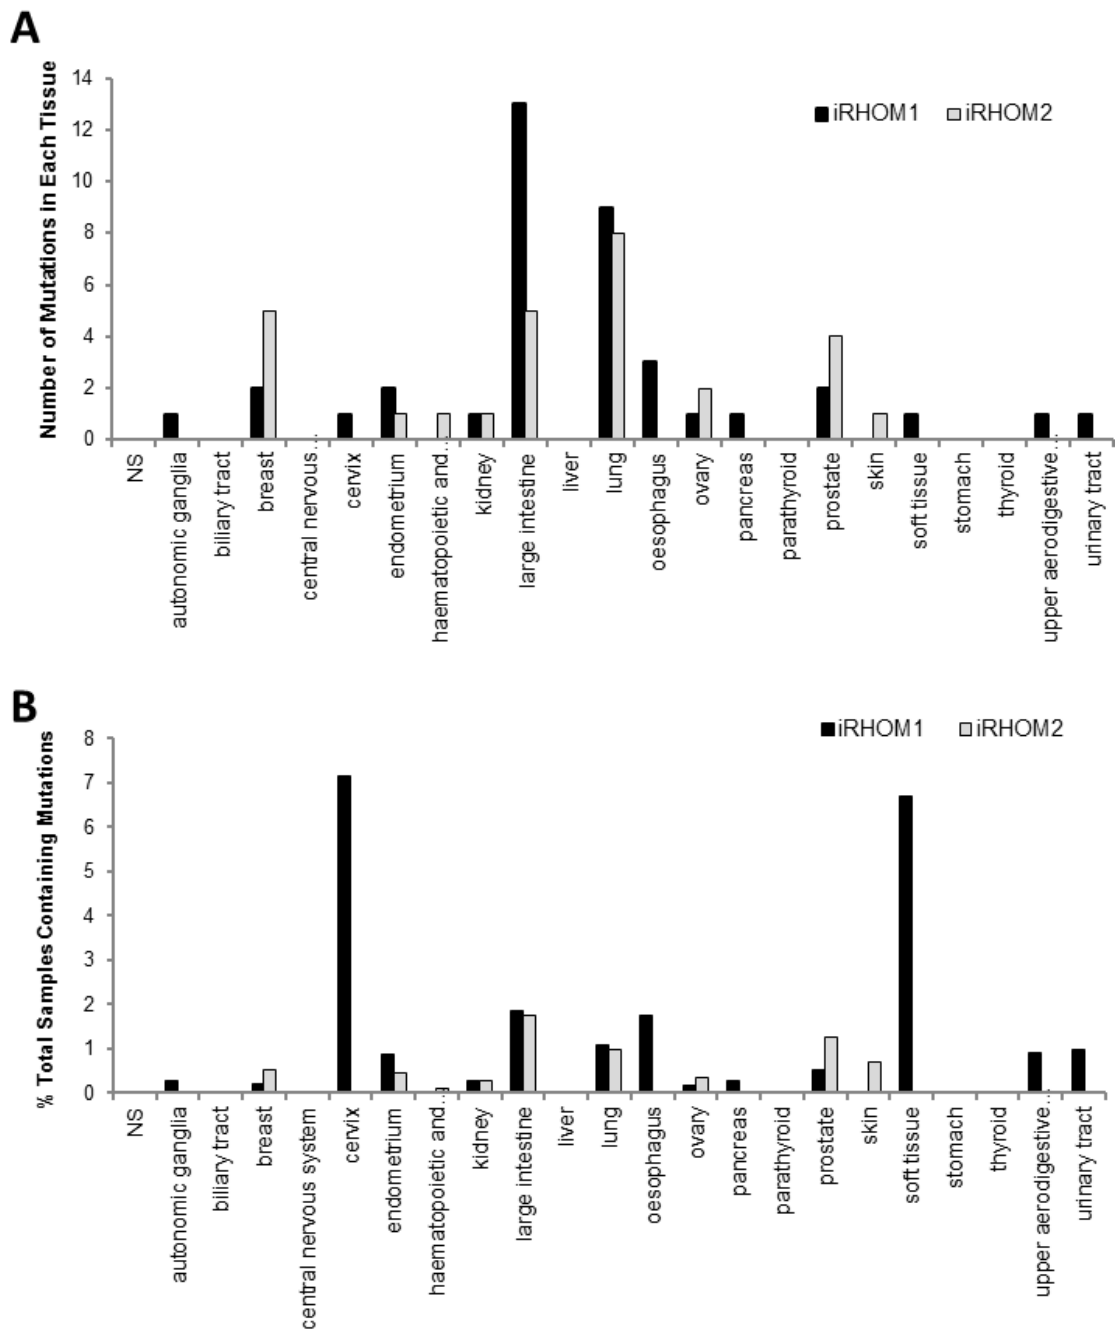 A
Number of Mutations in Each Tissue
14
12
10
8
6
4
2
0
iRHOM1
iRHOM2
NS
autonomic ganglia
biliary tract
breast
central nervous...
cervix
endometrium
haematopoietic and...
kidney
large intestine
liver
lung
oesophagus
ovary
pancreas
parathyroid
prostate
skin
soft tissue
stomach
thyroid
upper aerodigestive...
urinary tract
B
% Total Samples Containing Mutations
8
7
6
5
4
3
2
1
0
iRHOM1
iRHOM2
NS
autonomic ganglia
biliary tract
breast
central nervous system
cervix
endometrium
haematopoietic and...
kidney
large intestine
liver
lung
oesophagus
ovary
pancreas
parathyroid
prostate
skin
soft tissue
stomach
thyroid
upper aerodigestive...
urinary tract